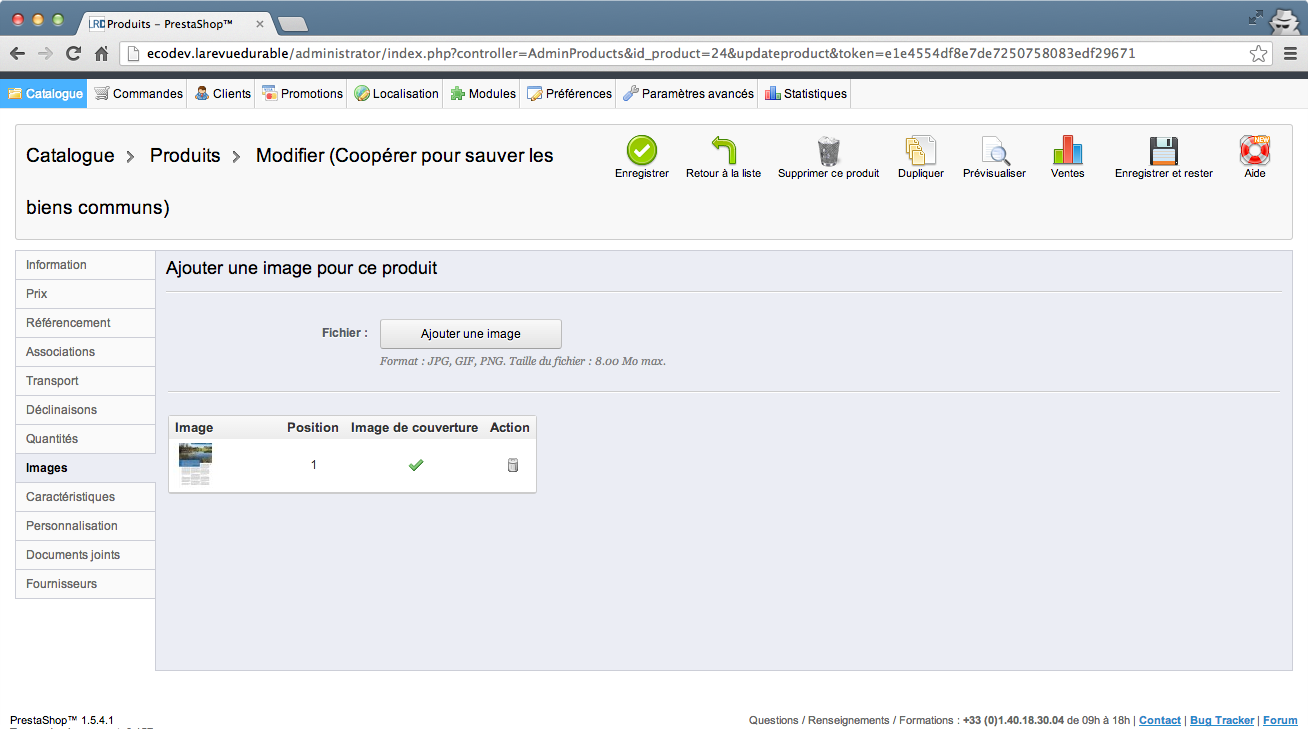 LRD Produtis – PrestaShop™
ecodev.larevuedurable/administrator/index.php?controller=AdminProducts&id_product=24&updateproduct&token=e1e4554df8e7de7250758083edf29671
Catalogue Commandes Clients Promotions Localisation Modules Préférences Paramètres avancés Statistiques
Catalogue > Produits > Modifier (Coopérer pour sauver les
biens communs)
Enregistrer Retour à la liste Supprimer ce produit Dupliquer Prévisualiser Ventes Enregistrer et rester NEW Aide
Information
Prix
Référencement
Associations
Transport
Déclinaisons
Quantités
Images
Caractéristiques
Personnalisation
Documents joints
Fournisseurs
Ajouter une image pour ce produit
Fichier : Ajouter une image
Format : JPG, GIF, PNG. Taille du fichier : 8.00 Mo max.
Image Position Image de couverture Action
1
PrestaShop™ 1.5.4.1
Questions / Renseignements / Formations : +33 (0)1.40.18.30.04 de 09h à 18h | Contact | Bug Tracker | Forum